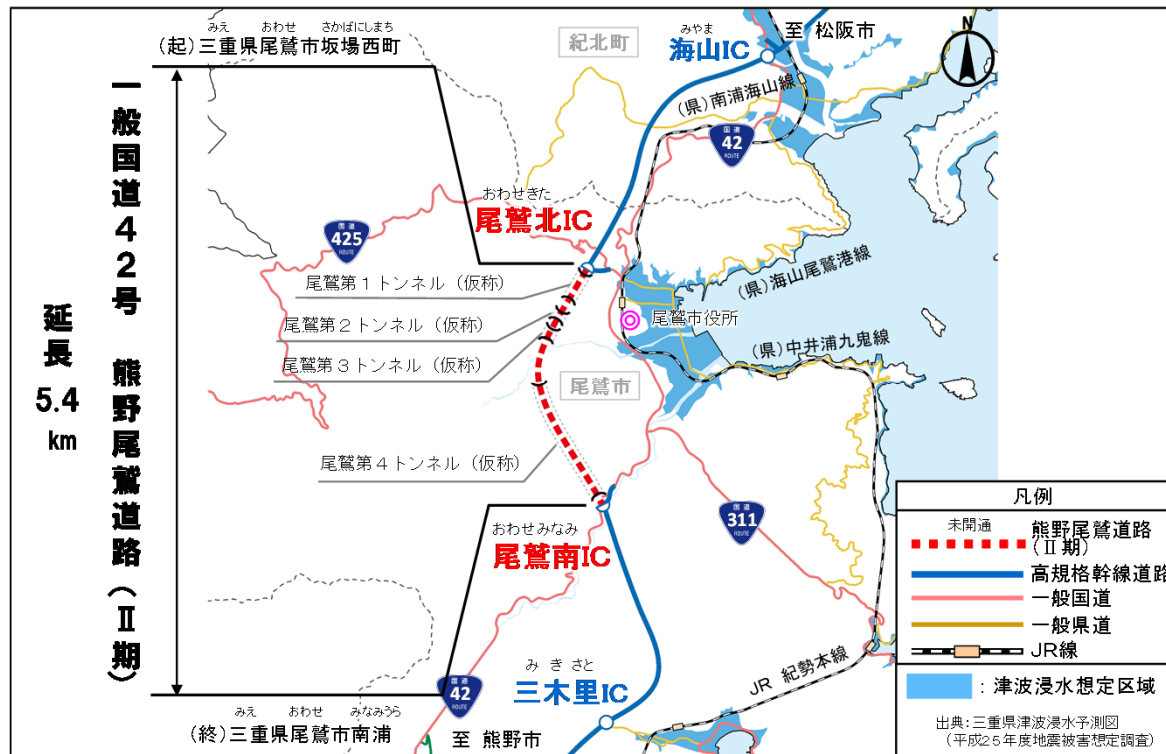 一般国道42号 熊野尾鷲道路(Ⅱ期)
延長
5.4
km
みえ おわせ さかばにしまち
(起)三重県尾鷲市坂場西町
紀北町
みやま
海山IC
至 松阪市
N
(県)南浦海山線
国道
42
ROUTE
おわせきた
尾鷲北IC
国道
425
ROUTE
尾鷲第1トンネル(仮称)
尾鷲第2トンネル(仮称)
尾鷲第3トンネル(仮称)
尾鷲市役所
(県)海山尾鷲港線
(県)中井浦九鬼線
尾鷲市
尾鷲第4トンネル(仮称)
おわせみなみ
尾鷲南IC
国道
311
ROUTE
みきさと
三木里IC
国道
42
ROUTE
JR 紀勢本線
みえ おわせ みなみうら
(終)三重県尾鷲市南浦
至 熊野市
凡例
未開通
熊野尾鷲道路
(Ⅱ期)
高規格幹線道路
一般国道
一般県道
JR線
:津波浸水想定区域
出典:三重県津波浸水予測図
(平成25年度地震被害想定調査)